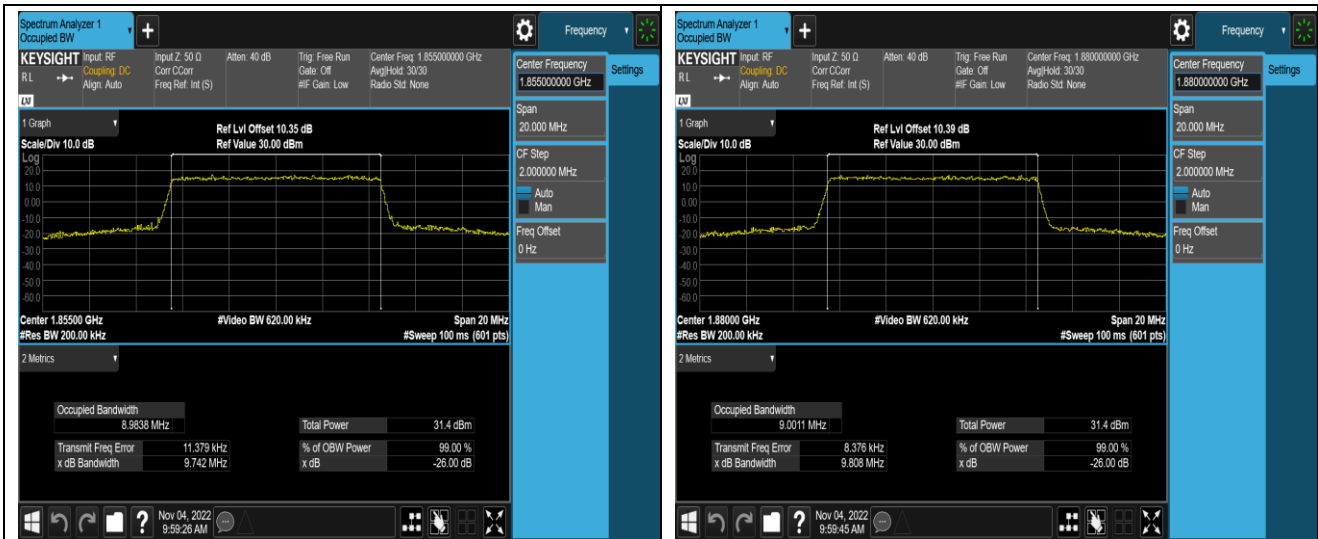 Spectrum Analyzer 1
Occupied BW
Frequency
KEYSIGHT
RL
LXI
Input: RF
Coupling: DC
Align: Auto
Input Z: 50 Ω
Corr CCorr
Freq Ref: Int (S)
Atten: 40 dB
Trig: Free Run
Gate: Off
#IF Gain: Low
Center Freq: 1.855000000 GHz
Avg|Hold: 30/30
Radio Std: None
Center Frequency
1.855000000 GHz
Settings
Span
20.000 MHz
CF Step
2.000000 MHz
Auto
Man
Freq Offset
0 Hz
1 Graph
Scale/Div 10.0 dB
Ref Lvl Offset 10.35 dB
Ref Value 30.00 dBm
Log
20.0
10.0
0.00
-10.0
-20.0
-30.0
-40.0
-50.0
-60.0
Center 1.85500 GHz
#Video BW 620.00 kHz
Span 20 MHz
#Res BW 200.00 kHz
#Sweep 100 ms (601 pts)
2 Metrics
Occupied Bandwidth
8.9838 MHz
Total Power 31.4 dBm
Transmit Freq Error 11.379 kHz
% of OBW Power 99.00 %
x dB Bandwidth 9.742 MHz
x dB -26.00 dB
?
Nov 04, 2022
9:59:26 AM
Spectrum Analyzer 1
Occupied BW
Frequency
KEYSIGHT
RL
LXI
Input: RF
Coupling: DC
Align: Auto
Input Z: 50 Ω
Corr CCorr
Freq Ref: Int (S)
Atten: 40 dB
Trig: Free Run
Gate: Off
#IF Gain: Low
Center Freq: 1.880000000 GHz
Avg|Hold: 30/30
Radio Std: None
Center Frequency
1.880000000 GHz
Settings
Span
20.000 MHz
CF Step
2.000000 MHz
Auto
Man
Freq Offset
0 Hz
1 Graph
Scale/Div 10.0 dB
Ref Lvl Offset 10.39 dB
Ref Value 30.00 dBm
Log
20.0
10.0
0.00
-10.0
-20.0
-30.0
-40.0
-50.0
-60.0
Center 1.88000 GHz
#Video BW 620.00 kHz
Span 20 MHz
#Res BW 200.00 kHz
#Sweep 100 ms (601 pts)
2 Metrics
Occupied Bandwidth
9.0011 MHz
Total Power 31.4 dBm
Transmit Freq Error 8.376 kHz
% of OBW Power 99.00 %
x dB Bandwidth 9.808 MHz
x dB -26.00 dB
?
Nov 04, 2022
9:59:45 AM